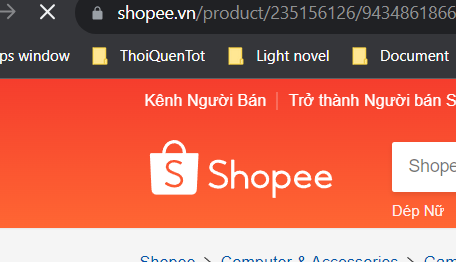 shopee.vn/product/235156126/9434861866
ps window ThoiQuenTot Light novel Document
Kênh Người Bán Trở thành Người bán S
Shopee Shope
Dép Nữ
Shopee > Computer & Accessories >